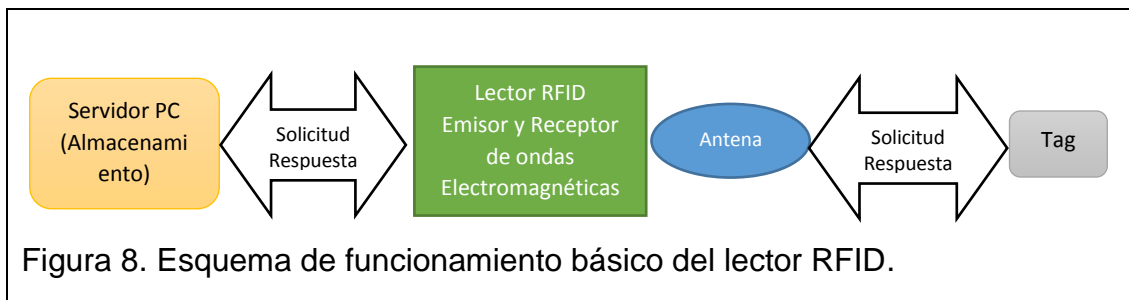 Servidor PC
(Almacenami
ento)
Solicitud
Respuesta
Lector RFID
Emisor y Receptor
de ondas
Electromagnéticas
Antena
Solicitud
Respuesta
Tag
Figura 8. Esquema de funcionamiento básico del lector RFID.